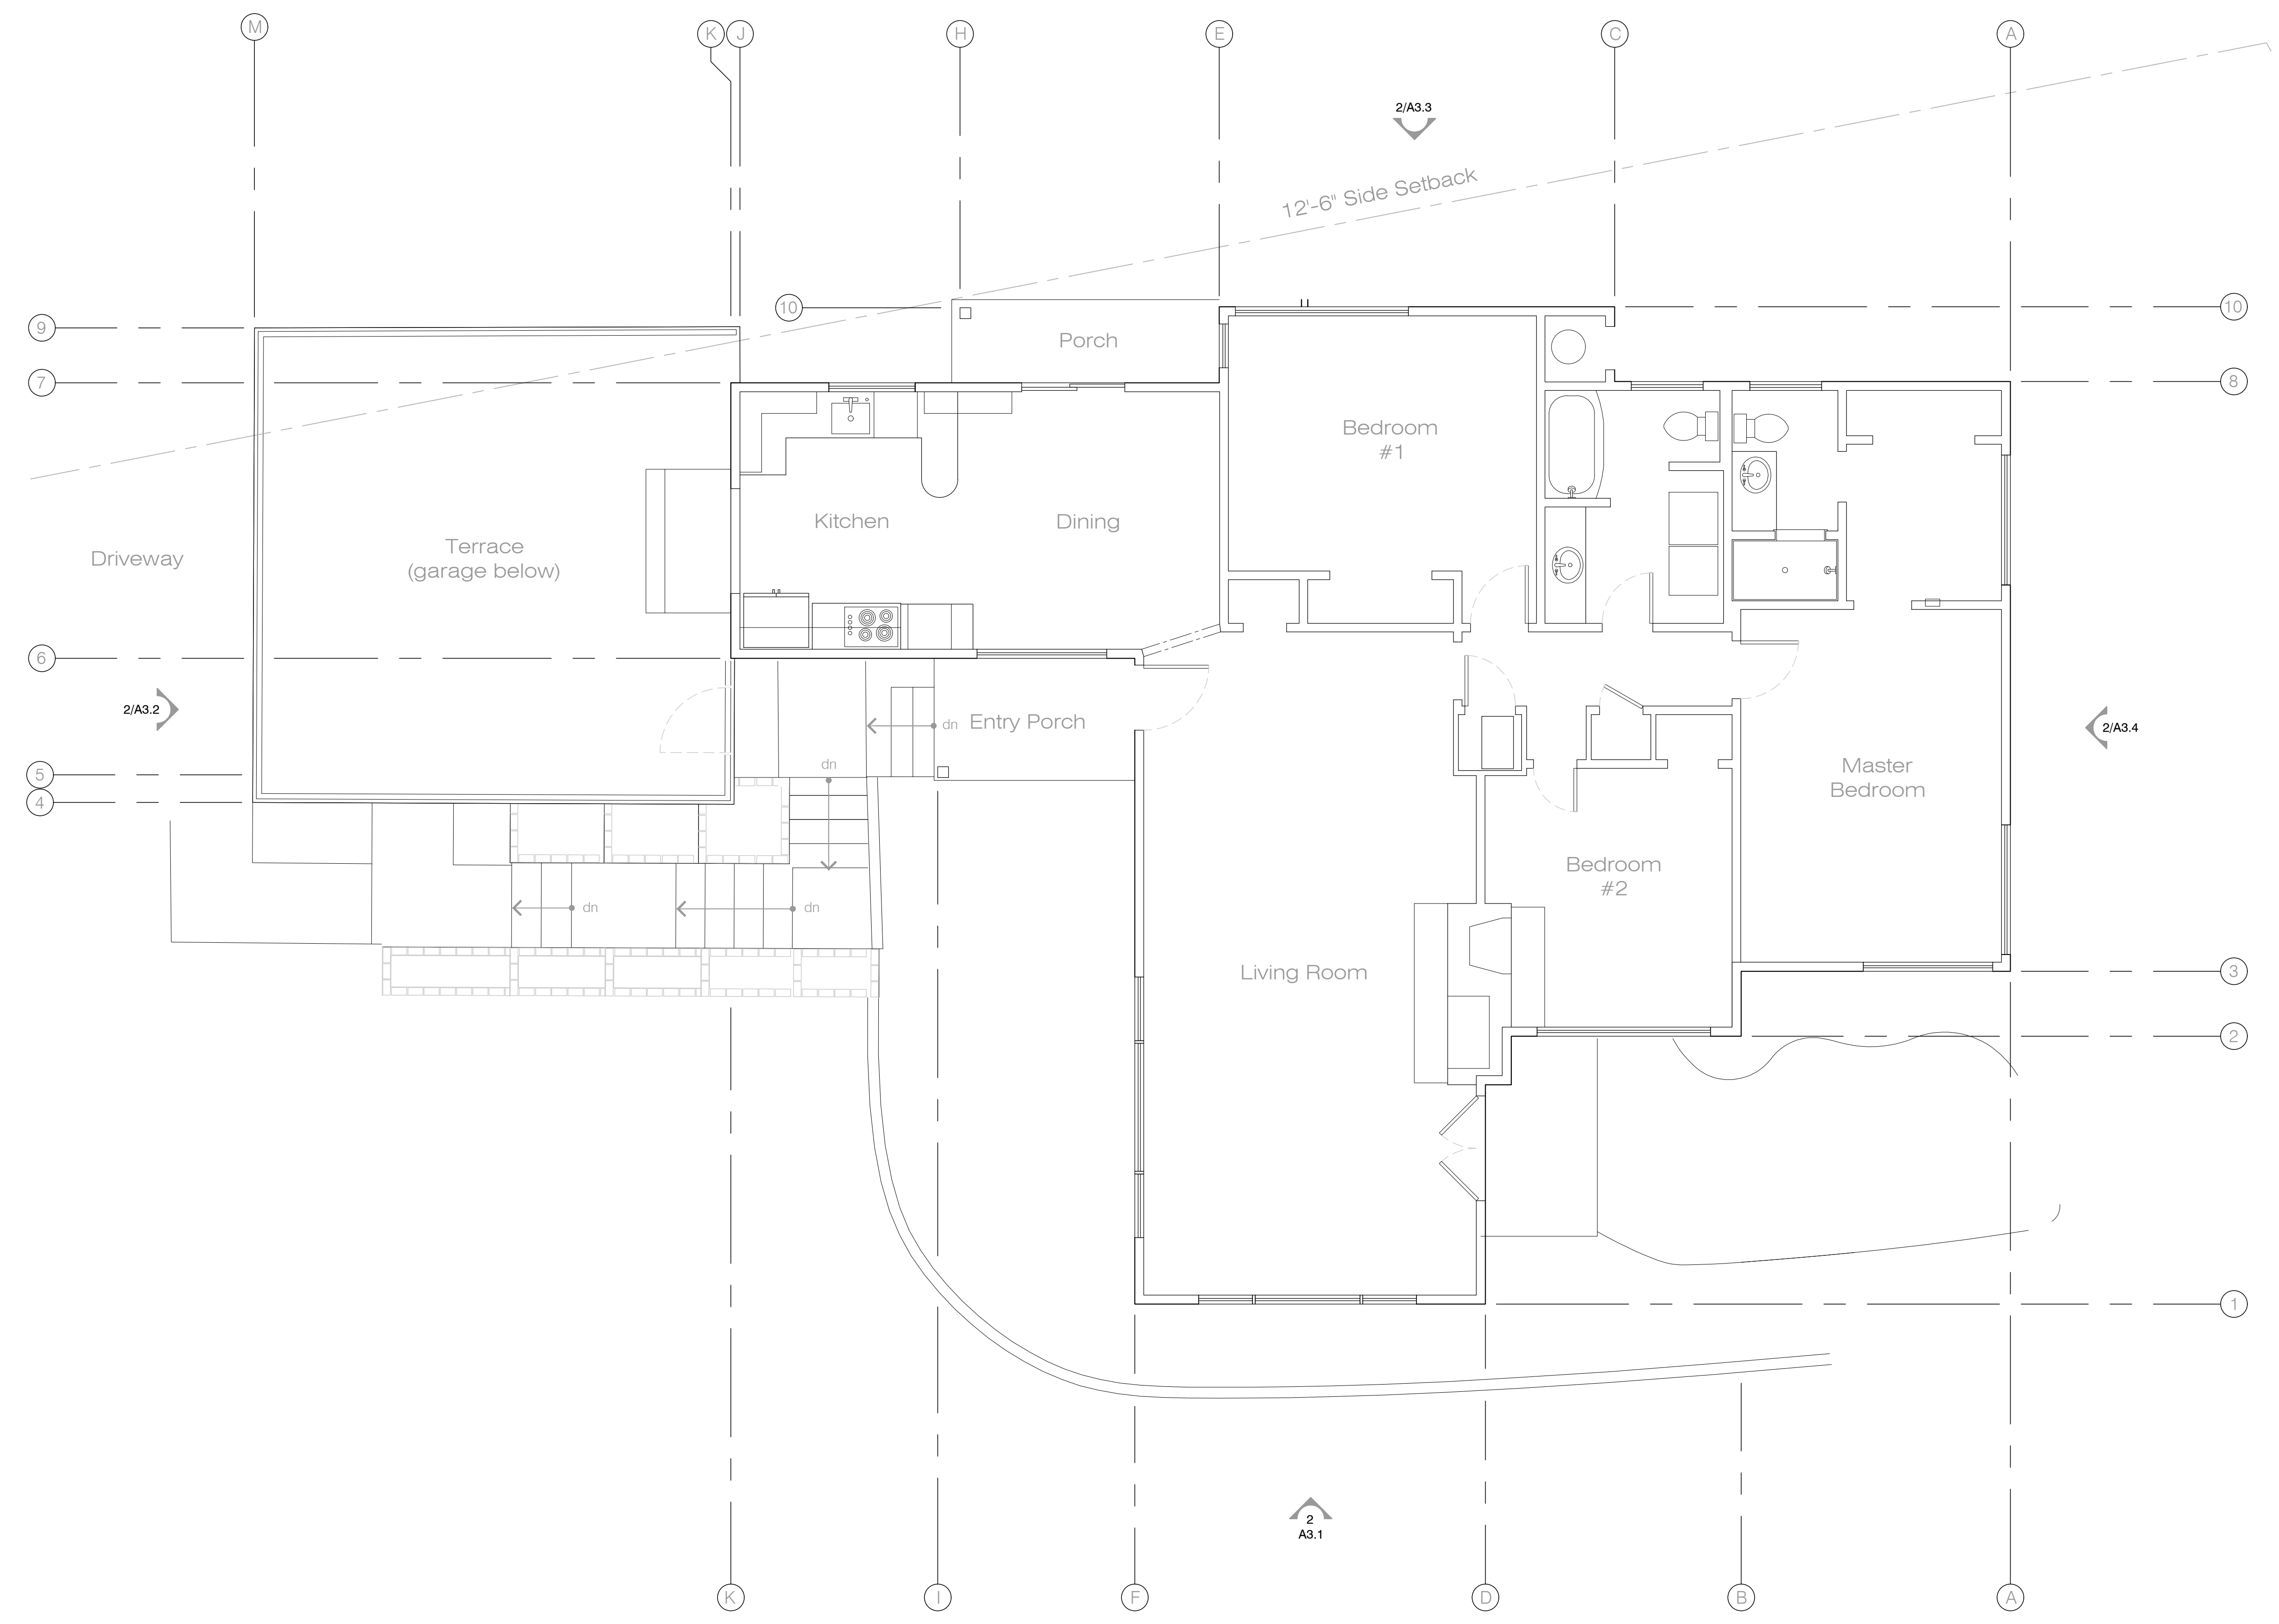 M
K
J
H
E
C
A
2/A3.3
12'-6" Side Setback
10
10
9
Porch
7
8
Bedroom
#1
Kitchen
Dining
Terrace
(garage below)
Driveway
6
2/A3.2
dn
Entry Porch
2/A3.4
5
4
dn
Master
Bedroom
Bedroom
#2
dn
dn
Living Room
3
2
1
2
A3.1
K
I
F
D
B
A